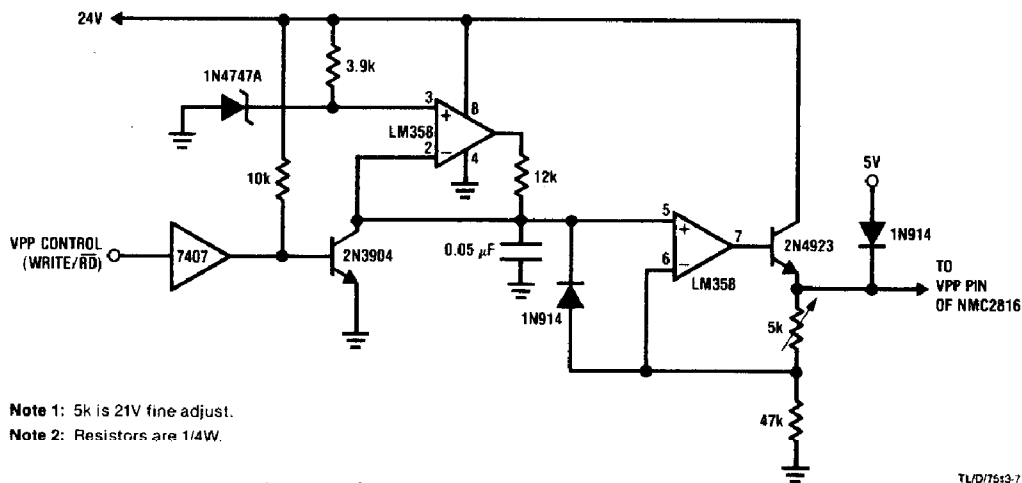 24V
3.9k
1N4747A
3
8
+
LM358
2
−
4
10k
12k
5V
VPP CONTROL
(WRITE/RD)
7407
2N3904
0.05 µF
1N914
5
+
7
6
−
LM358
2N4923
1N914
TO
VPP PIN
OF NMC2816
5k
47k
Note 1: 5k is 21V fine adjust.
Note 2: Resistors are 1/4W.
TL/D/7513-7